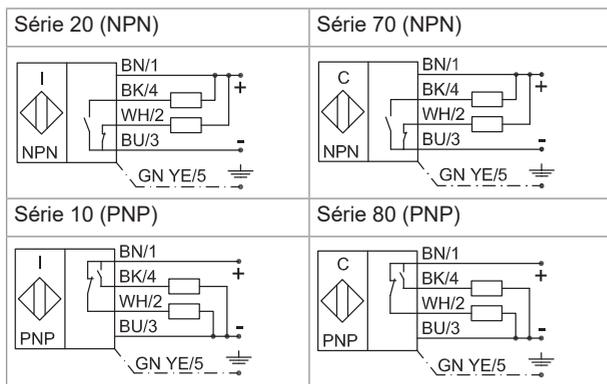 Série 20 (NPN)
I
NPN
BN/1
BK/4
WH/2
BU/3
+
-
GN YE/5
Série 70 (NPN)
C
NPN
BN/1
BK/4
WH/2
BU/3
+
-
GN YE/5
Série 10 (PNP)
I
PNP
BN/1
BK/4
WH/2
BU/3
+
-
GN YE/5
Série 80 (PNP)
C
PNP
BN/1
BK/4
WH/2
BU/3
+
-
GN YE/5